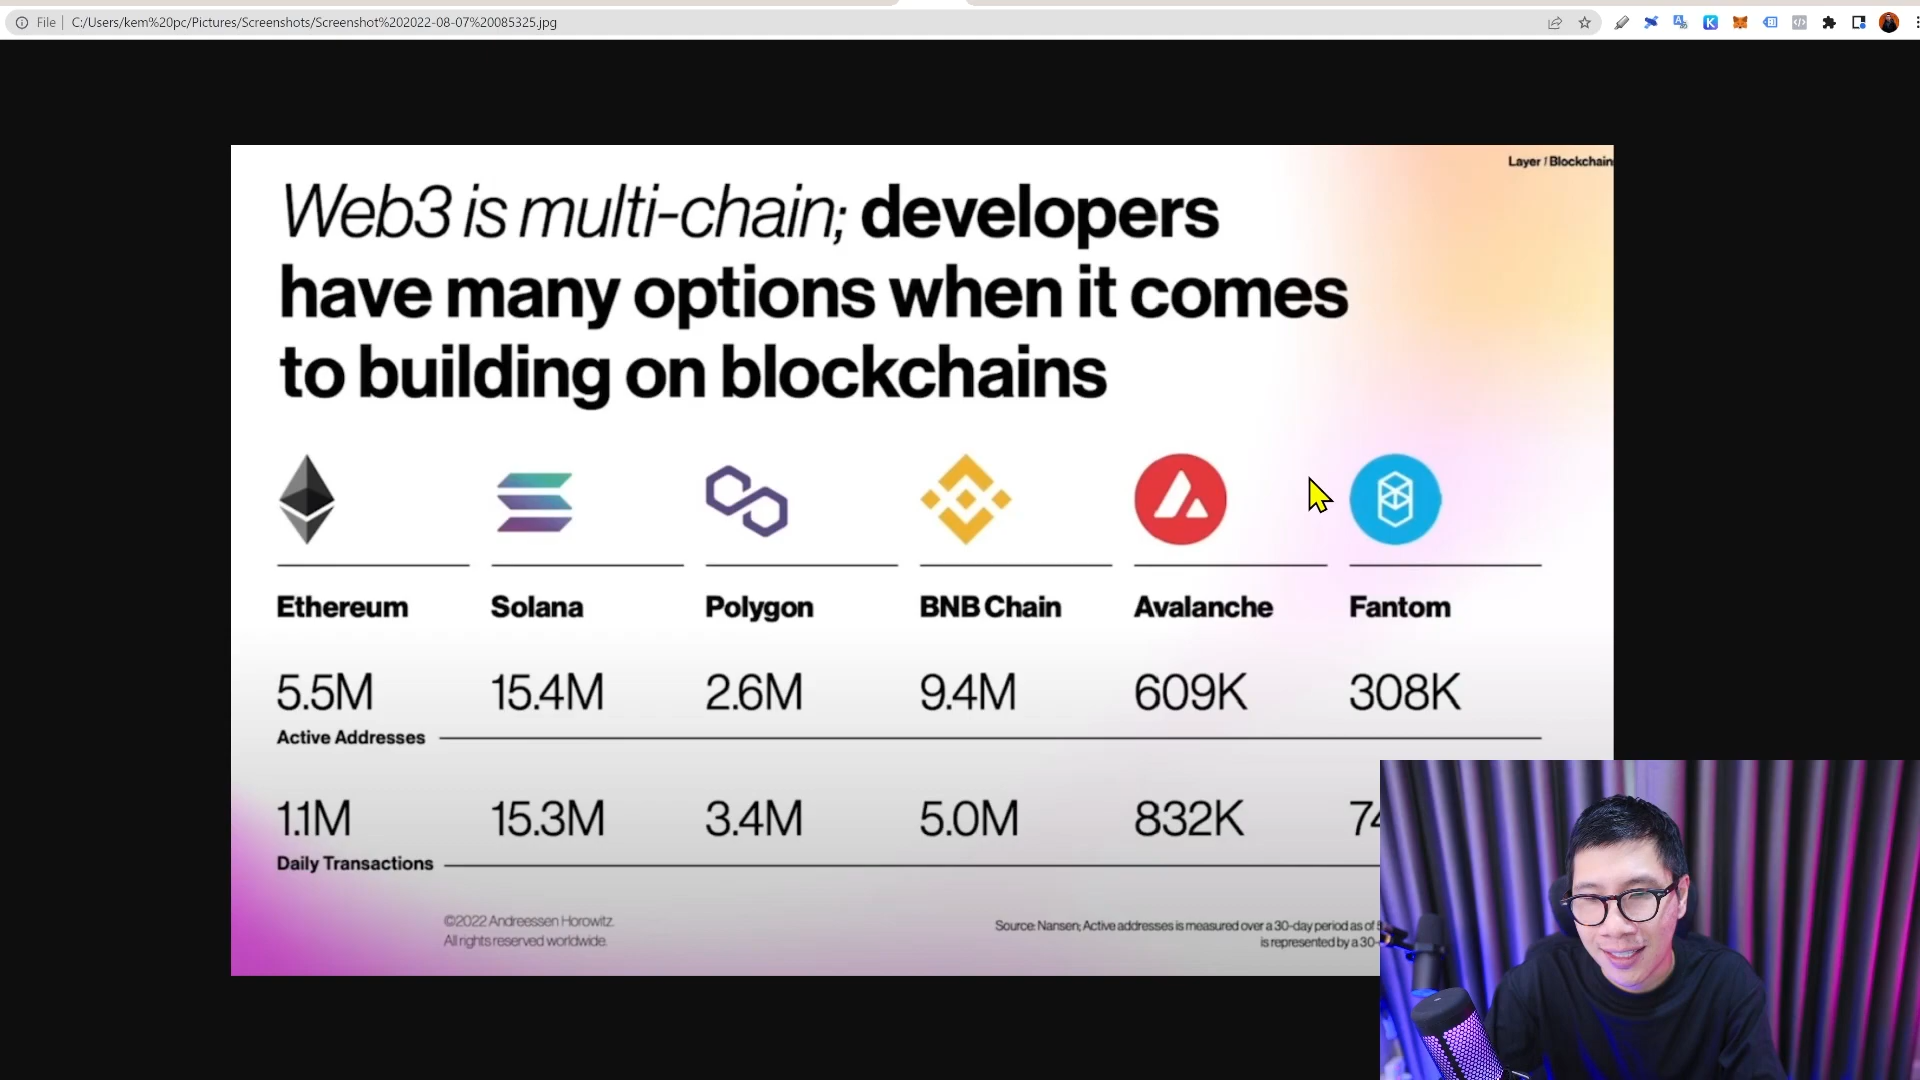 File
C:/Users/kem%20pc/Pictures/Screenshots/Screenshot%202022-08-07%20085325.jpg
Layer 1 Blockchain
Web3 is multi-chain; developers
have many options when it comes
to building on blockchains
Ethereum Solana Polygon BNB Chain Avalanche Fantom
5.5M 15.4M 2.6M 9.4M 609K 308K
Active Addresses
1.1M 15.3M 3.4M 5.0M 832K 74
Daily Transactions
©2022 Andreessen Horowitz.
All rights reserved worldwide.
Source: Nansen; Active addresses is measured over a 30-day period as of
is represented by a 30-